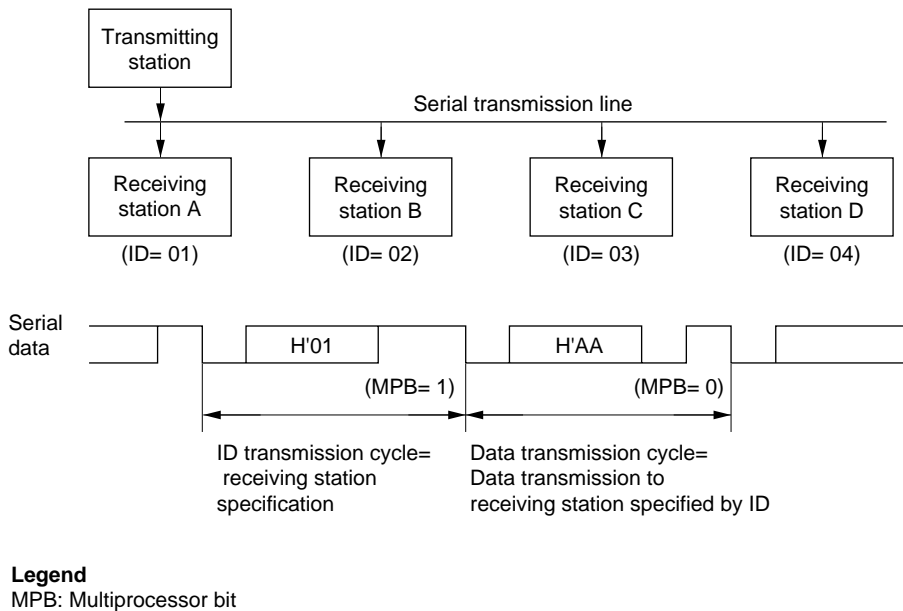 Transmitting
station
Serial transmission line
Receiving
station A
Receiving
station B
Receiving
station C
Receiving
station D
(ID= 01)
(ID= 02)
(ID= 03)
(ID= 04)
Serial
data
H'01
H'AA
(MPB= 1)
(MPB= 0)
ID transmission cycle=
receiving station
specification
Data transmission cycle=
Data transmission to
receiving station specified by ID
Legend
MPB: Multiprocessor bit